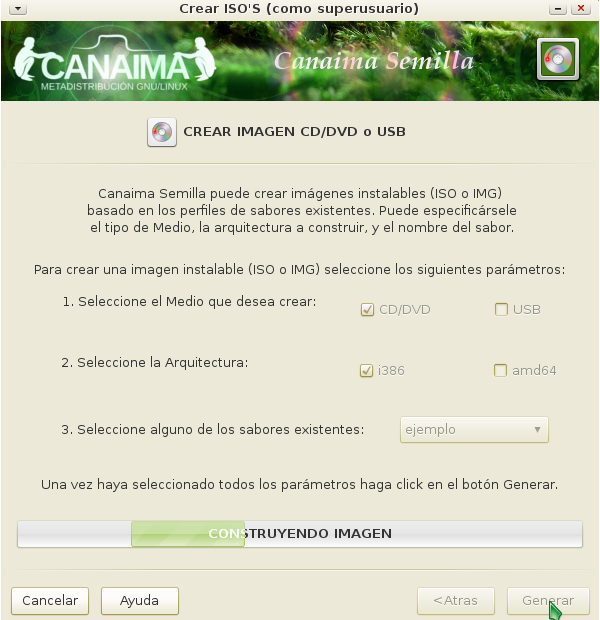 Crear ISO'S (como superusuario)
CANAIMA
METADISTRIBUCIÓN GNU/LINUX
Canaima Semilla
CREAR IMAGEN CD/DVD o USB
Canaima Semilla puede crear imágenes instalables (ISO o IMG)
basado en los perfiles de sabores existentes. Puede especificársele
el tipo de Medio, la arquitectura a construir, y el nombre del sabor.
Para crear una imagen instalable (ISO o IMG) seleccione los siguientes parámetros:
1. Seleccione el Medio que desea crear: CD/DVD USB
2. Seleccione la Arquitectura: i386 amd64
3. Seleccione alguno de los sabores existentes: ejemplo
Una vez haya seleccionado todos los parámetros haga click en el botón Generar.
CONSTRUYENDO IMAGEN
Cancelar Ayuda <Atras Generar